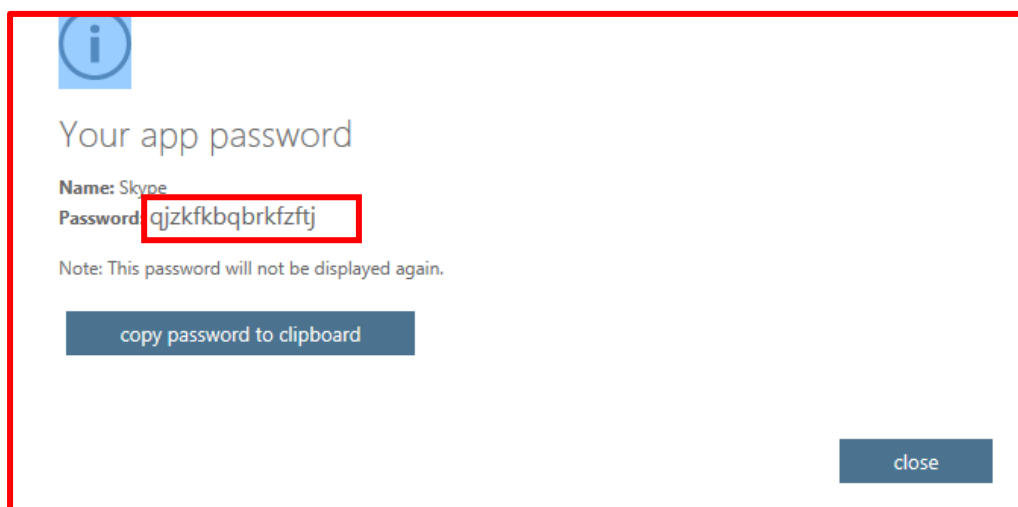 i
Your app password
Name: Skype
Password: qjzkfkbqbrkfzftj
Note: This password will not be displayed again.
copy password to clipboard
close